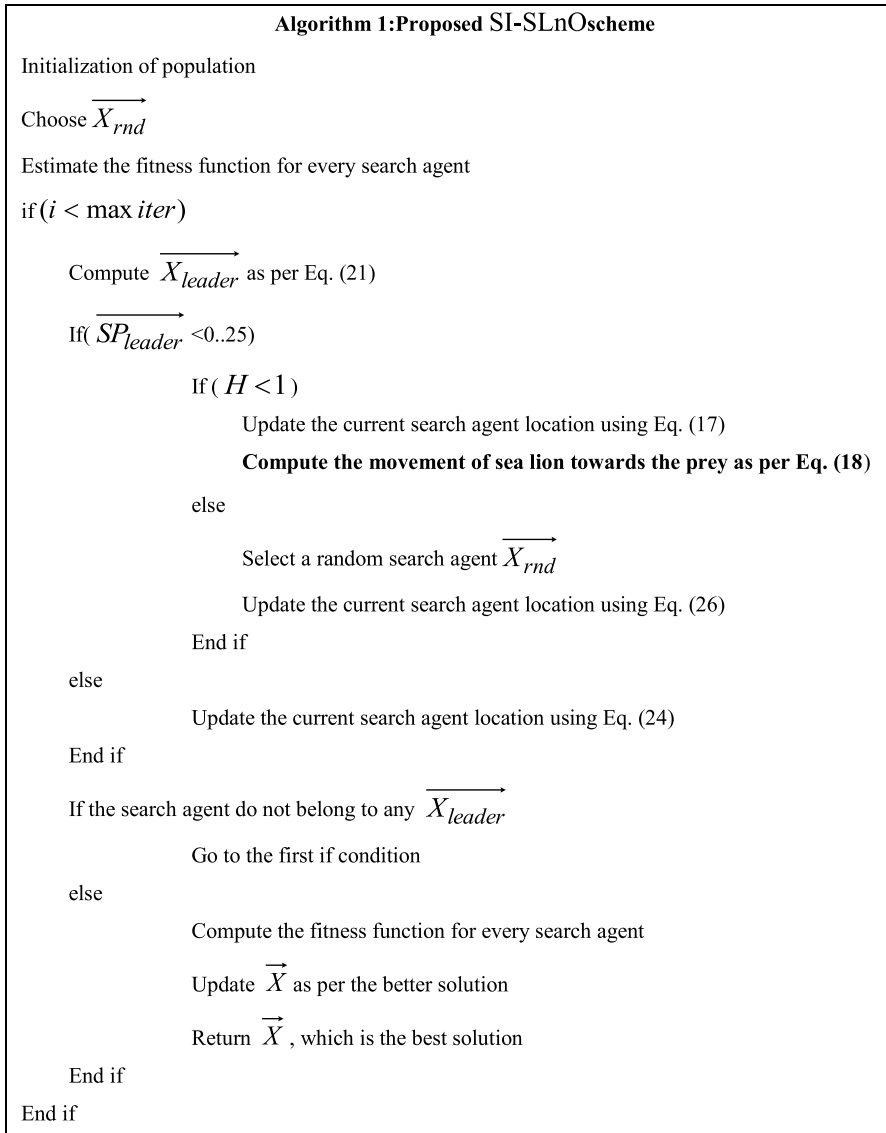 Algorithm 1:Proposed SI-SLnOscheme
Initialization of population
Choose X_rnd
Estimate the fitness function for every search agent
if (i < max iter)
Compute X_leader as per Eq. (21)
If( SP_leader <0..25)
If ( H <1 )
Update the current search agent location using Eq. (17)
Compute the movement of sea lion towards the prey as per Eq. (18)
else
Select a random search agent X_rnd
Update the current search agent location using Eq. (26)
End if
else
Update the current search agent location using Eq. (24)
End if
If the search agent do not belong to any X_leader
Go to the first if condition
else
Compute the fitness function for every search agent
Update X as per the better solution
Return X , which is the best solution
End if
End if